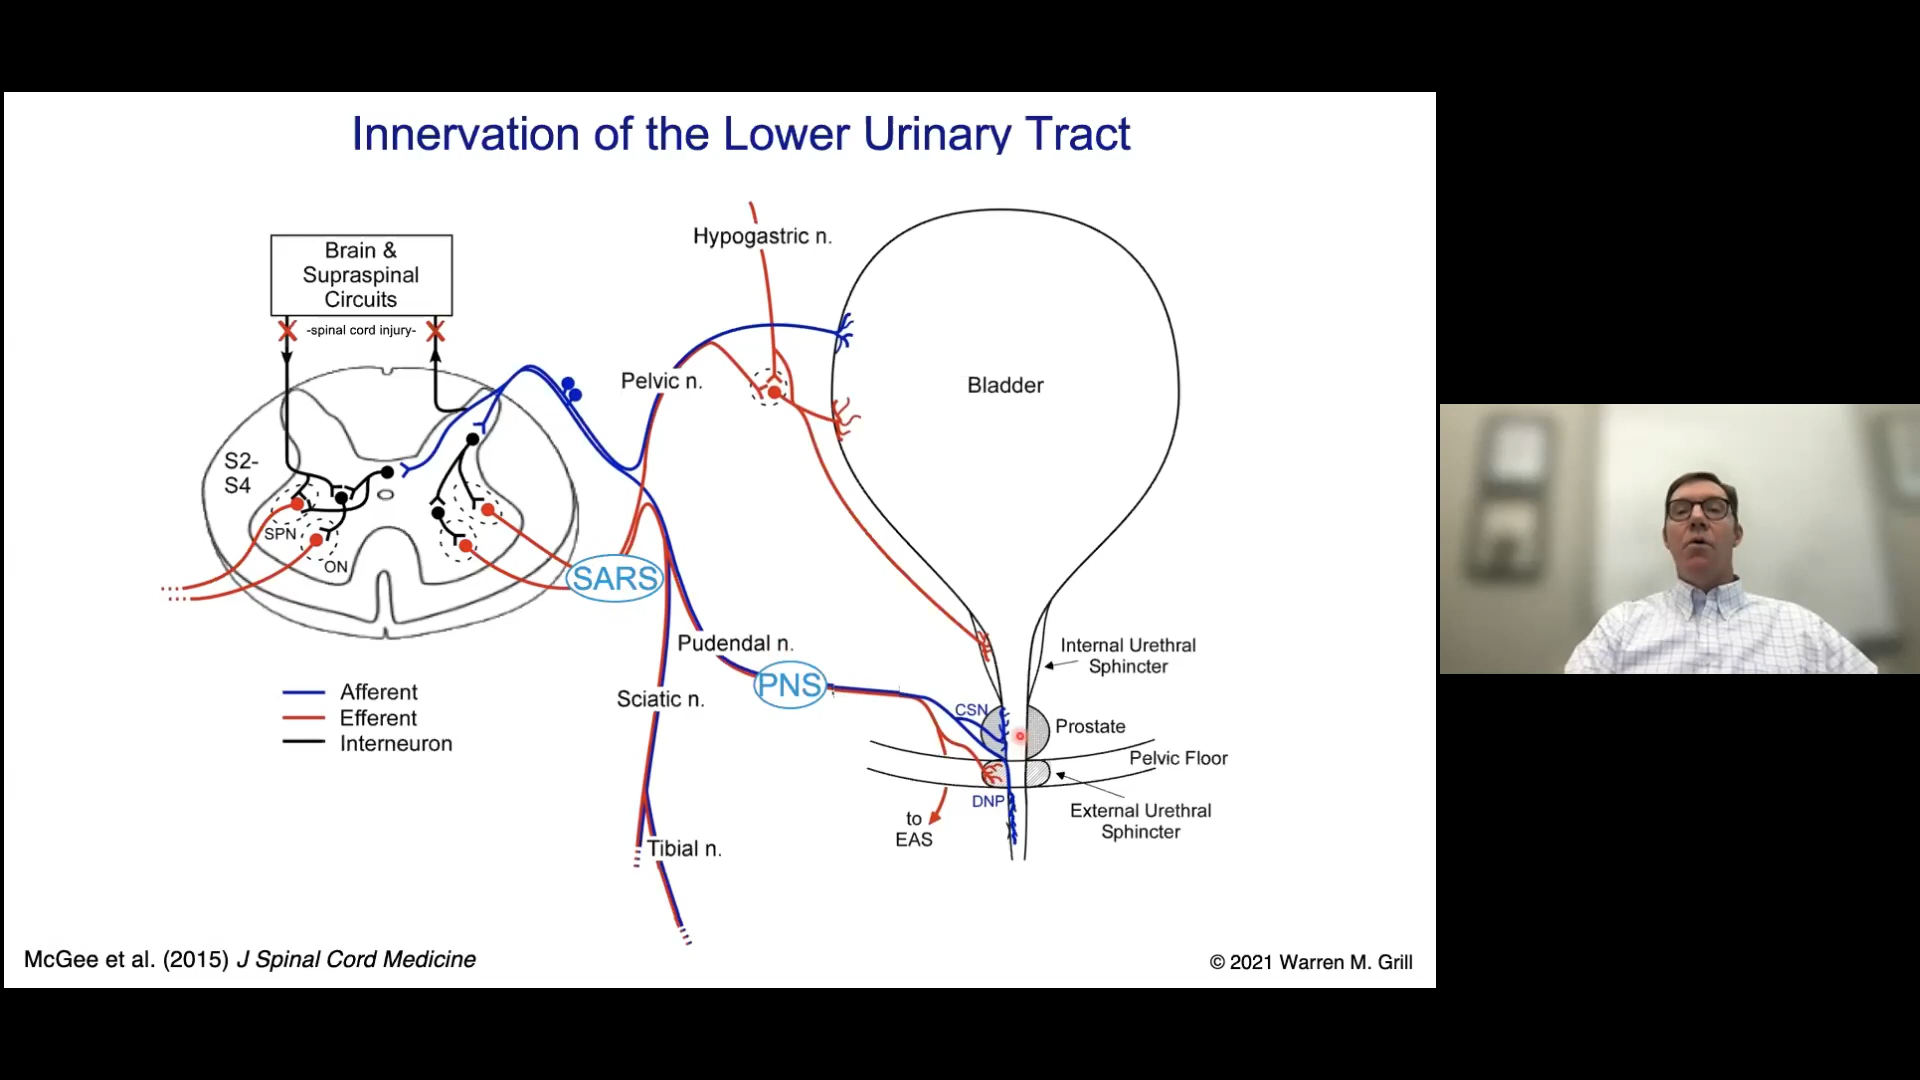 Innervation of the Lower Urinary Tract
Brain &
Supraspinal
Circuits
-spinal cord injury-
Hypogastric n.
Pelvic n.
Bladder
S2-
S4
SPN
ON
SARS
Pudendal n.
PNS
Sciatic n.
Tibial n.
Afferent
Efferent
Interneuron
Internal Urethral
Sphincter
CSN
Prostate
Pelvic Floor
DNP
External Urethral
Sphincter
to
EAS
McGee et al. (2015) J Spinal Cord Medicine
© 2021 Warren M. Grill